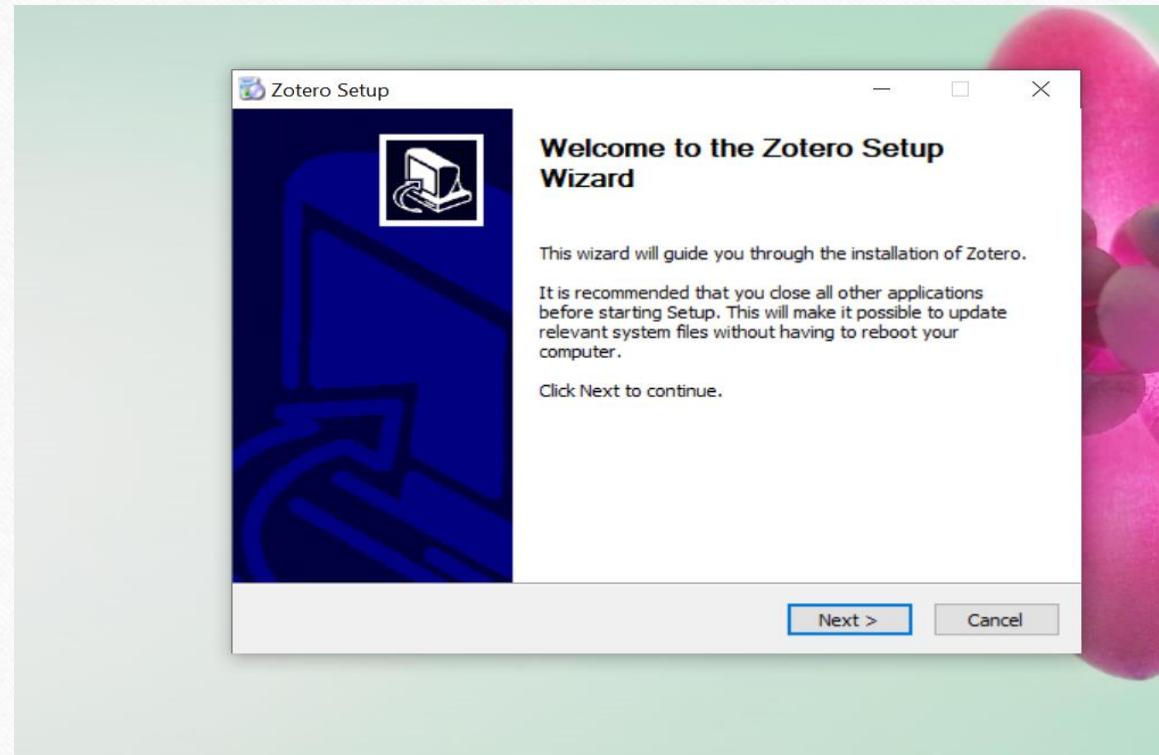 Zotero Setup
Welcome to the Zotero Setup
Wizard
This wizard will guide you through the installation of Zotero.
It is recommended that you close all other applications
before starting Setup. This will make it possible to update
relevant system files without having to reboot your
computer.
Click Next to continue.
Next >
Cancel